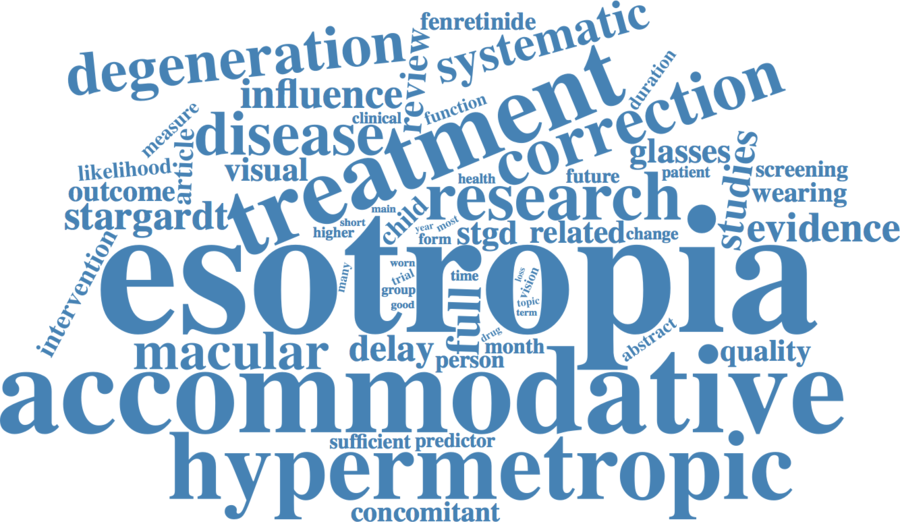 fenretinide
degeneration
systematic
review
influence
treatment
duration
measure
clinical
function
correction
disease
article
likelihood
visual
glasses
studies
screening
health
future
patient
outcome
wearing
research
stargardt
child
main
short
higher
year
most
form
stgd
related
change
evidence
intervention
esotropia
many
worn
trial
group
good
time
full
loss
vision
topic
term
drug
month
abstract
macular
delay
person
quality
accommodative
sufficient
predictor
hypermetropic
concomitant